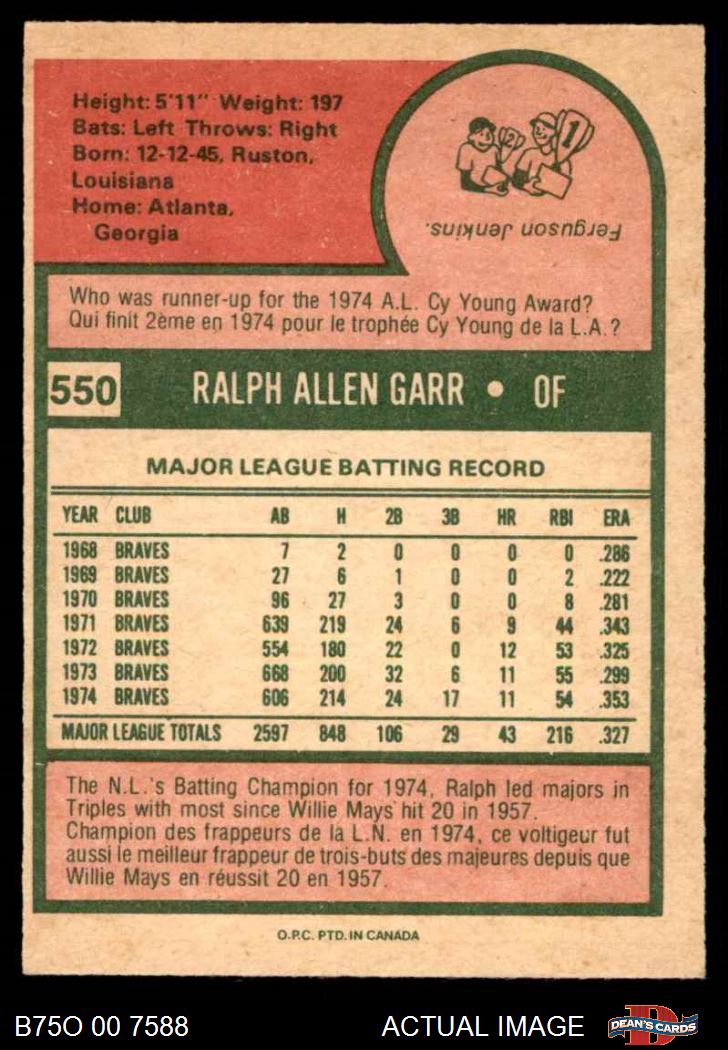 Height: 5'11" Weight: 197
Bats: Left Throws: Right
Born: 12-12-45, Ruston,
Louisiana
Home: Atlanta,
Georgia
2 1
Ferguson Jenkins.
Who was runner-up for the 1974 A.L. Cy Young Award?
Qui finit 2ème en 1974 pour le trophée Cy Young de la L.A.?
550 RALPH ALLEN GARR • OF
MAJOR LEAGUE BATTING RECORD
YEAR CLUB AB H 2B 3B HR RBI ERA
1968 BRAVES 7 2 0 0 0 0 .286
1969 BRAVES 27 6 1 0 0 2 .222
1970 BRAVES 96 27 3 0 0 8 .281
1971 BRAVES 639 219 24 6 9 44 .343
1972 BRAVES 554 180 22 0 12 53 .325
1973 BRAVES 668 200 32 6 11 55 .299
1974 BRAVES 606 214 24 17 11 54 .353
MAJOR LEAGUE TOTALS 2597 848 106 29 43 216 .327
The N.L.'s Batting Champion for 1974, Ralph led majors in
Triples with most since Willie Mays hit 20 in 1957.
Champion des frappeurs de la L.N. en 1974, ce voltigeur fut
aussi le meilleur frappeur de trois-buts des majeures depuis que
Willie Mays en réussit 20 en 1957.
O.P.C. PTD. IN CANADA
B75O 00 7588 ACTUAL IMAGE DEAN'S CARDS